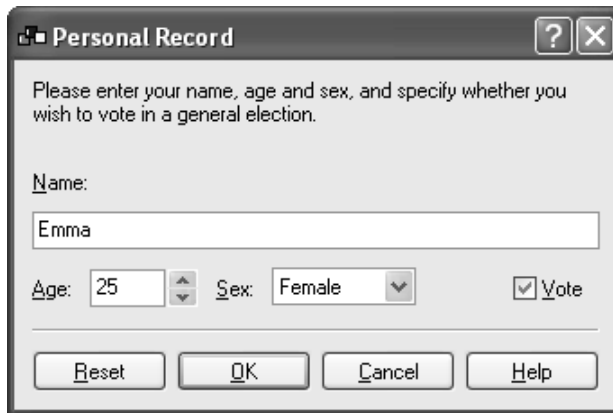 Personal Record
Please enter your name, age and sex, and specify whether you
wish to vote in a general election.
Name:
Emma
Age: 25 Sex: Female Vote
Reset OK Cancel Help